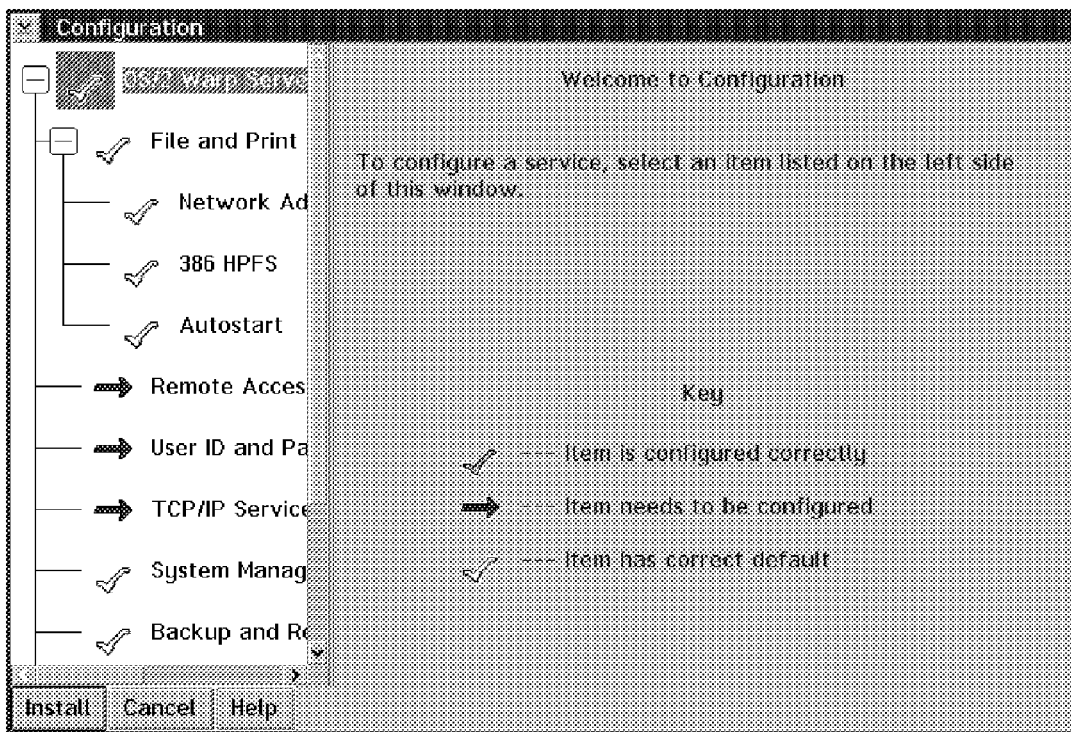 Configuration
OS/2 Warp Serve
File and Print
Network Ad
386 HPFS
Autostart
Remote Acces
User ID and Pa
TCP/IP Service
System Manag
Backup and Re
Install Cancel Help
Welcome to Configuration
To configure a service, select an item listed on the left side
of this window.
Key
--- Item is configured correctly
--- Item needs to be configured
--- Item has correct default